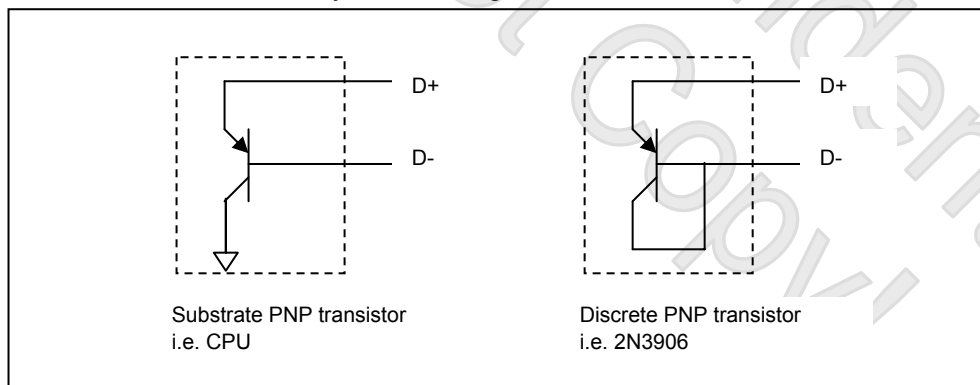 D+
D-
Substrate PNP transistor
i.e. CPU
D+
D-
Discrete PNP transistor
i.e. 2N3906